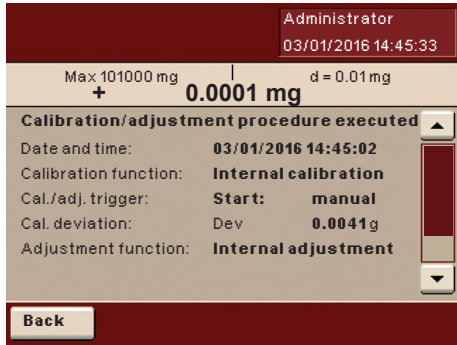 Administrator
03/01/2016 14:45:33
Max 101000 mg d = 0.01 mg
+ 0.0001 mg
Calibration/adjustment procedure executed
Date and time: 03/01/2016 14:45:02
Calibration function: Internal calibration
Cal./adj. trigger: Start: manual
Cal. deviation: Dev 0.0041 g
Adjustment function: Internal adjustment
Back